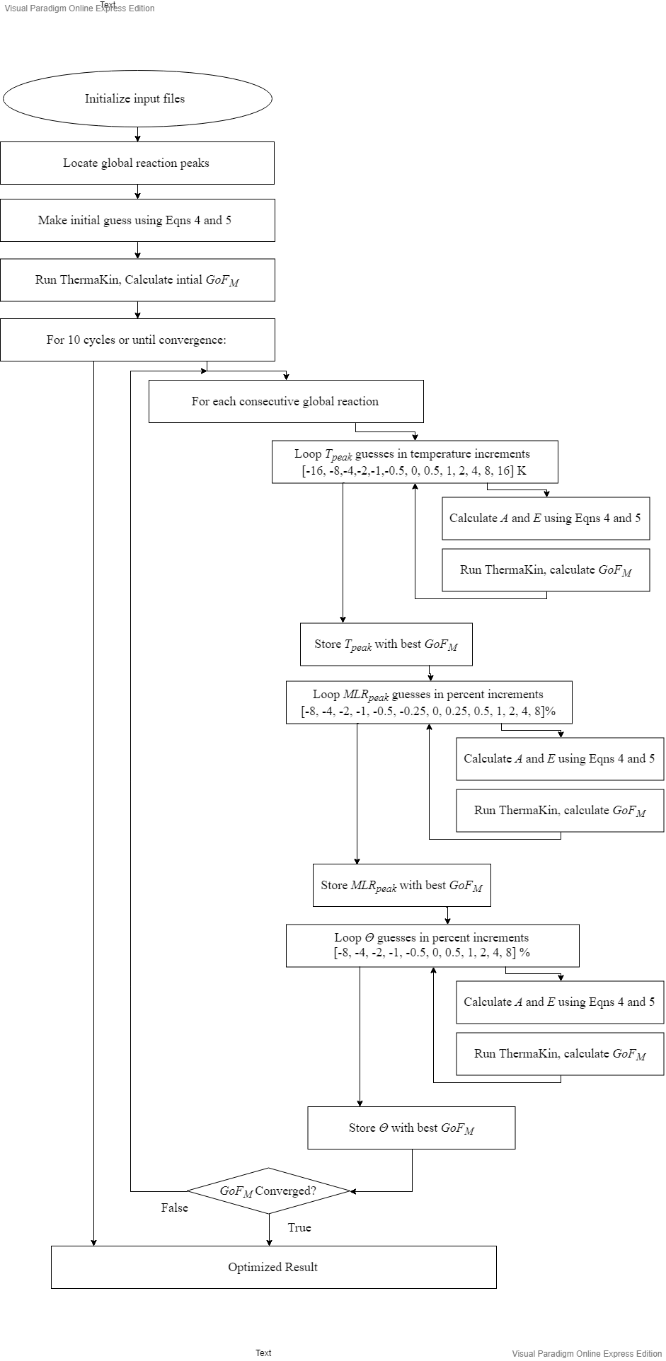 Text
Visual Paradigm Online Express Edition
Initialize input files
Locate global reaction peaks
Make initial guess using Eqns 4 and 5
Run ThermaKin, Calculate intial GoF_M
For 10 cycles or until convergence:
For each consecutive global reaction
Loop T_peak guesses in temperature increments
[-16, -8,-4,-2,-1,-0.5, 0, 0.5, 1, 2, 4, 8, 16] K
Calculate A and E using Eqns 4 and 5
Run ThermaKin, calculate GoF_M
Store T_peak with best GoF_M
Loop MLR_peak guesses in percent increments
[-8, -4, -2, -1, -0.5, -0.25, 0, 0.25, 0.5, 1, 2, 4, 8]%
Calculate A and E using Eqns 4 and 5
Run ThermaKin, calculate GoF_M
Store MLR_peak with best GoF_M
Loop Θ guesses in percent increments
[-8, -4, -2, -1, -0.5, 0, 0.5, 1, 2, 4, 8] %
Calculate A and E using Eqns 4 and 5
Run ThermaKin, calculate GoF_M
Store Θ with best GoF_M
GoF_M Converged?
False
True
Optimized Result
Text
Visual Paradigm Online Express Edition